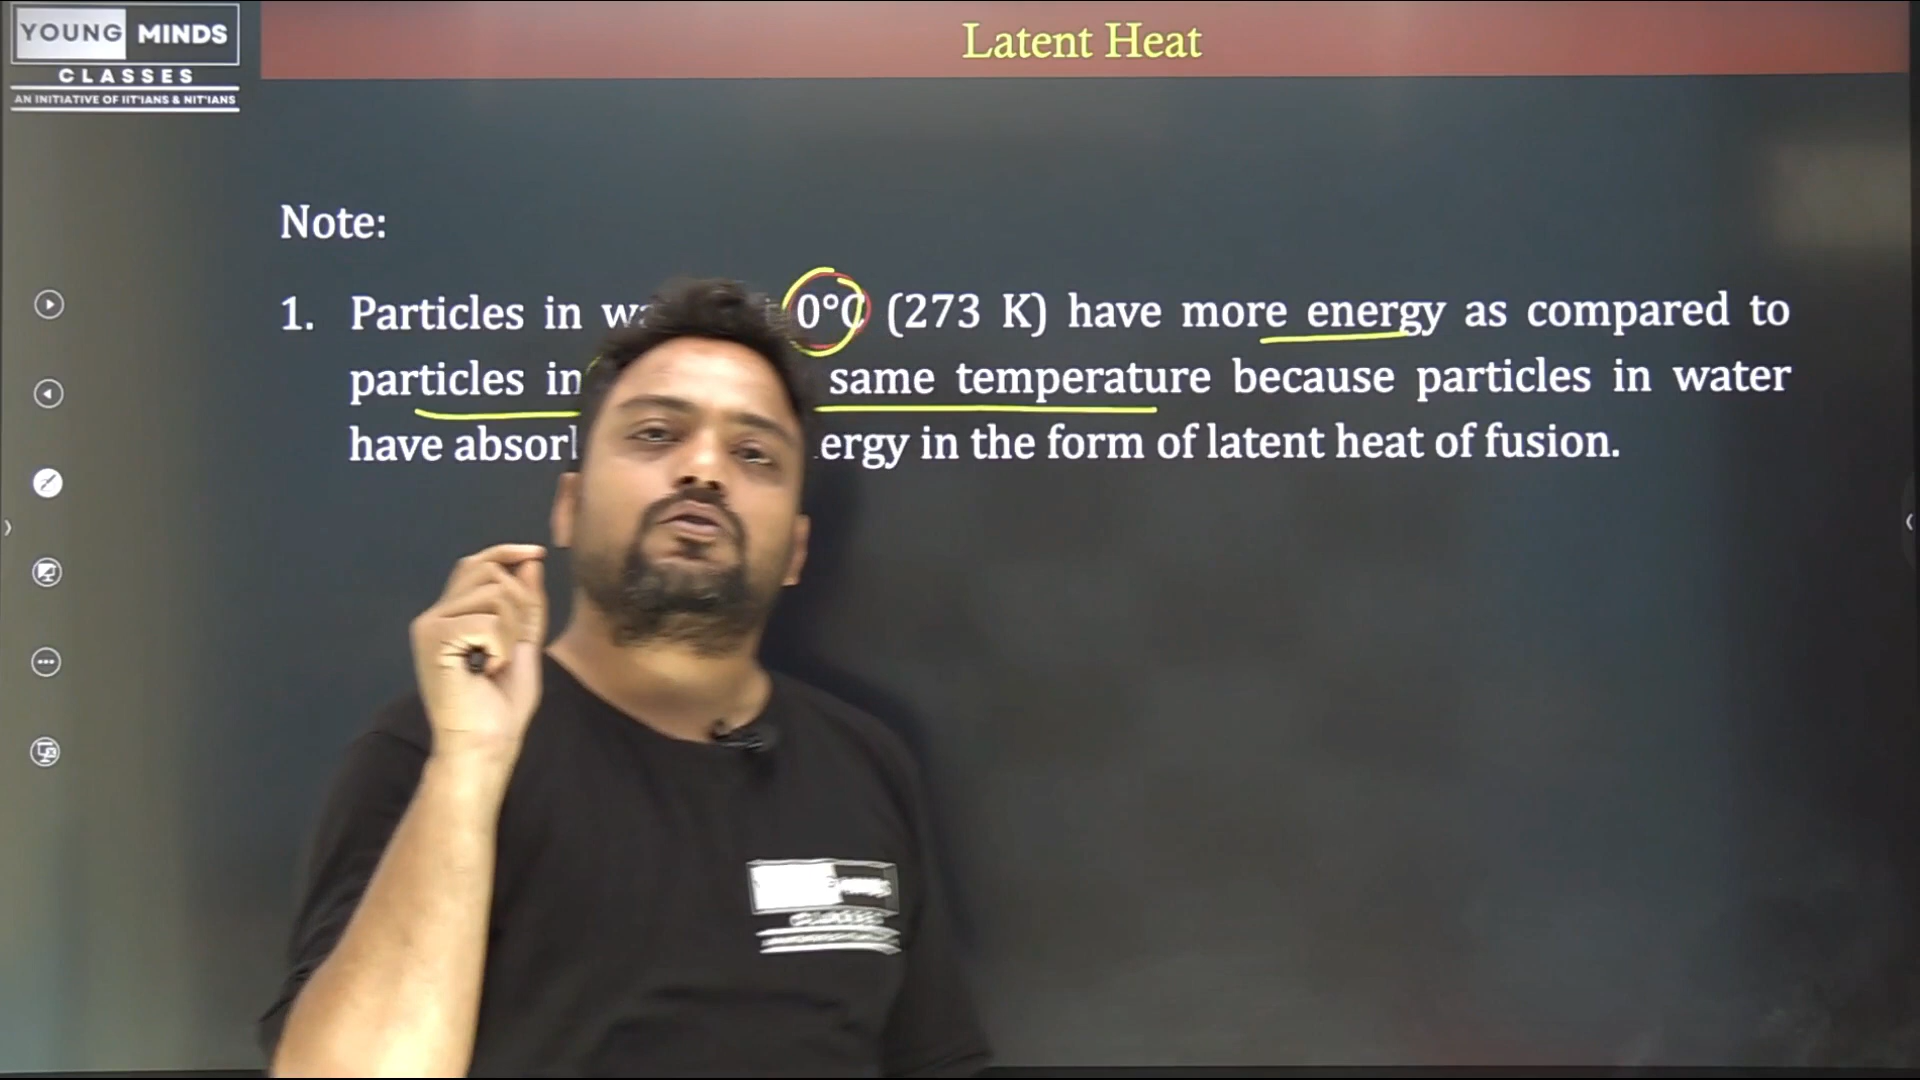 YOUNG MINDS
CLASSES
AN INITIATIVE OF IIT'IANS & NIT'IANS
Latent Heat
Note:
1. Particles in 0°C (273 K) have more energy as compared to
particles in same temperature because particles in water
have in the form of latent heat of fusion.
CLASSES